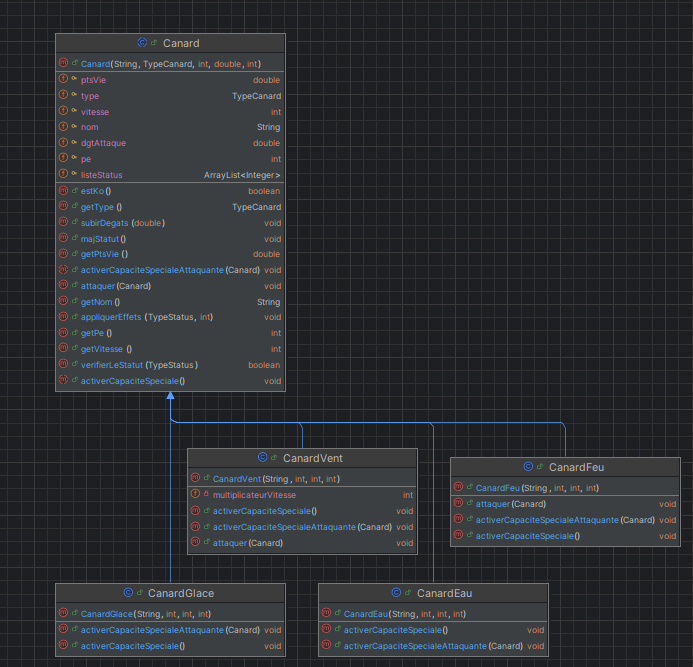 Canard
Canard(String, TypeCanard, int, double, int)
ptsVie double
type TypeCanard
vitesse int
nom String
dgtAttaque double
pe int
listeStatus ArrayList<Integer>
estKo() boolean
getType() TypeCanard
subirDegats(double) void
majStatut() void
getPtsVie() double
activerCapaciteSpecialeAttaquante(Canard) void
attaquer(Canard) void
getNom() String
appliquerEffets(TypeStatus, int) void
getPe() int
getVitesse() int
verifierLeStatut(TypeStatus) boolean
activerCapaciteSpeciale() void
CanardVent
CanardVent(String, int, int, int)
multiplicateurVitesse int
activerCapaciteSpeciale() void
activerCapaciteSpecialeAttaquante(Canard) void
attaquer(Canard) void
CanardFeu
CanardFeu(String, int, int, int)
attaquer(Canard) void
activerCapaciteSpecialeAttaquante(Canard) void
activerCapaciteSpeciale() void
CanardGlace
CanardGlace(String, int, int, int)
activerCapaciteSpecialeAttaquante(Canard) void
activerCapaciteSpeciale() void
CanardEau
CanardEau(String, int, int, int)
activerCapaciteSpeciale() void
activerCapaciteSpecialeAttaquante(Canard) void